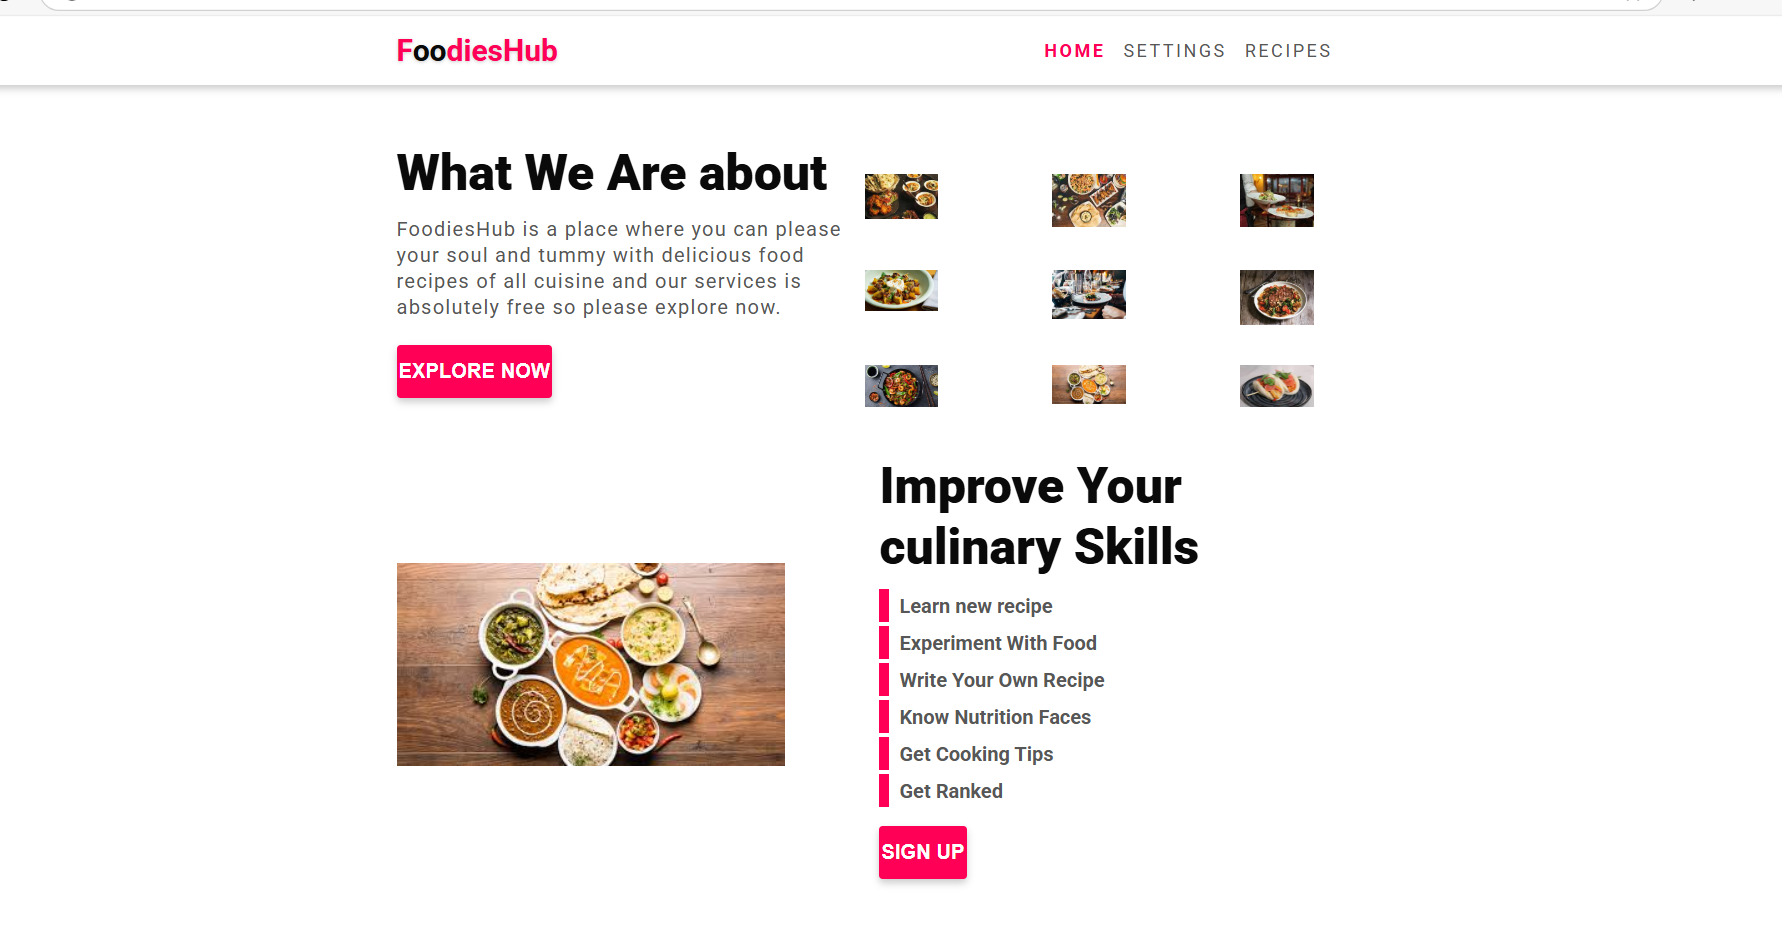 FoodiesHub
HOME SETTINGS RECIPES
What We Are about
FoodiesHub is a place where you can please
your soul and tummy with delicious food
recipes of all cuisine and our services is
absolutely free so please explore now.
EXPLORE NOW
Improve Your
culinary Skills
Learn new recipe
Experiment With Food
Write Your Own Recipe
Know Nutrition Faces
Get Cooking Tips
Get Ranked
SIGN UP